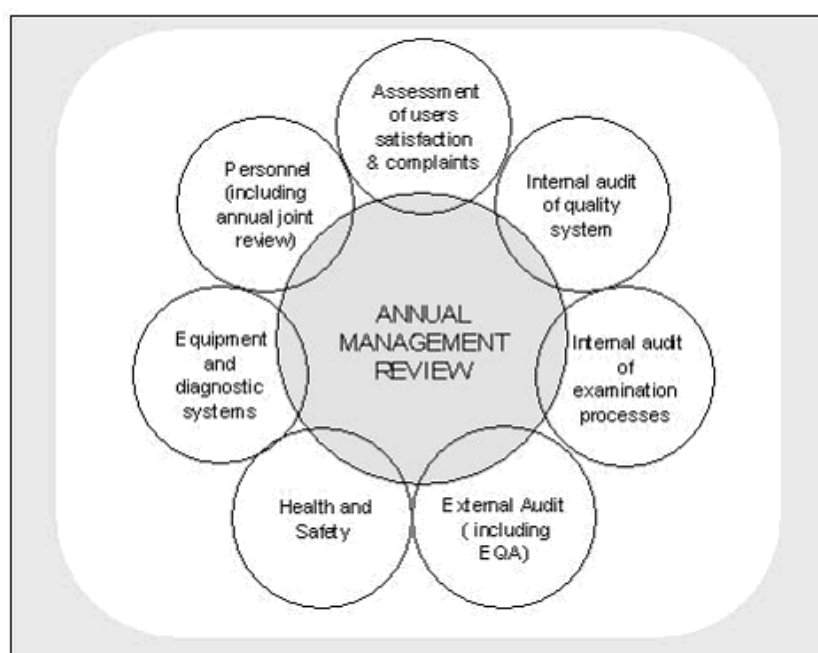 Assessment
of users
satisfaction
& complaints
Personnel
(including
annual joint
review)
Internal audit
of quality
system
ANNUAL
MANAGEMENT
REVIEW
Equipment
and
diagnostic
systems
Internal audit
of
examination
processes
Health and
Safety
External Audit
( including
EQA)